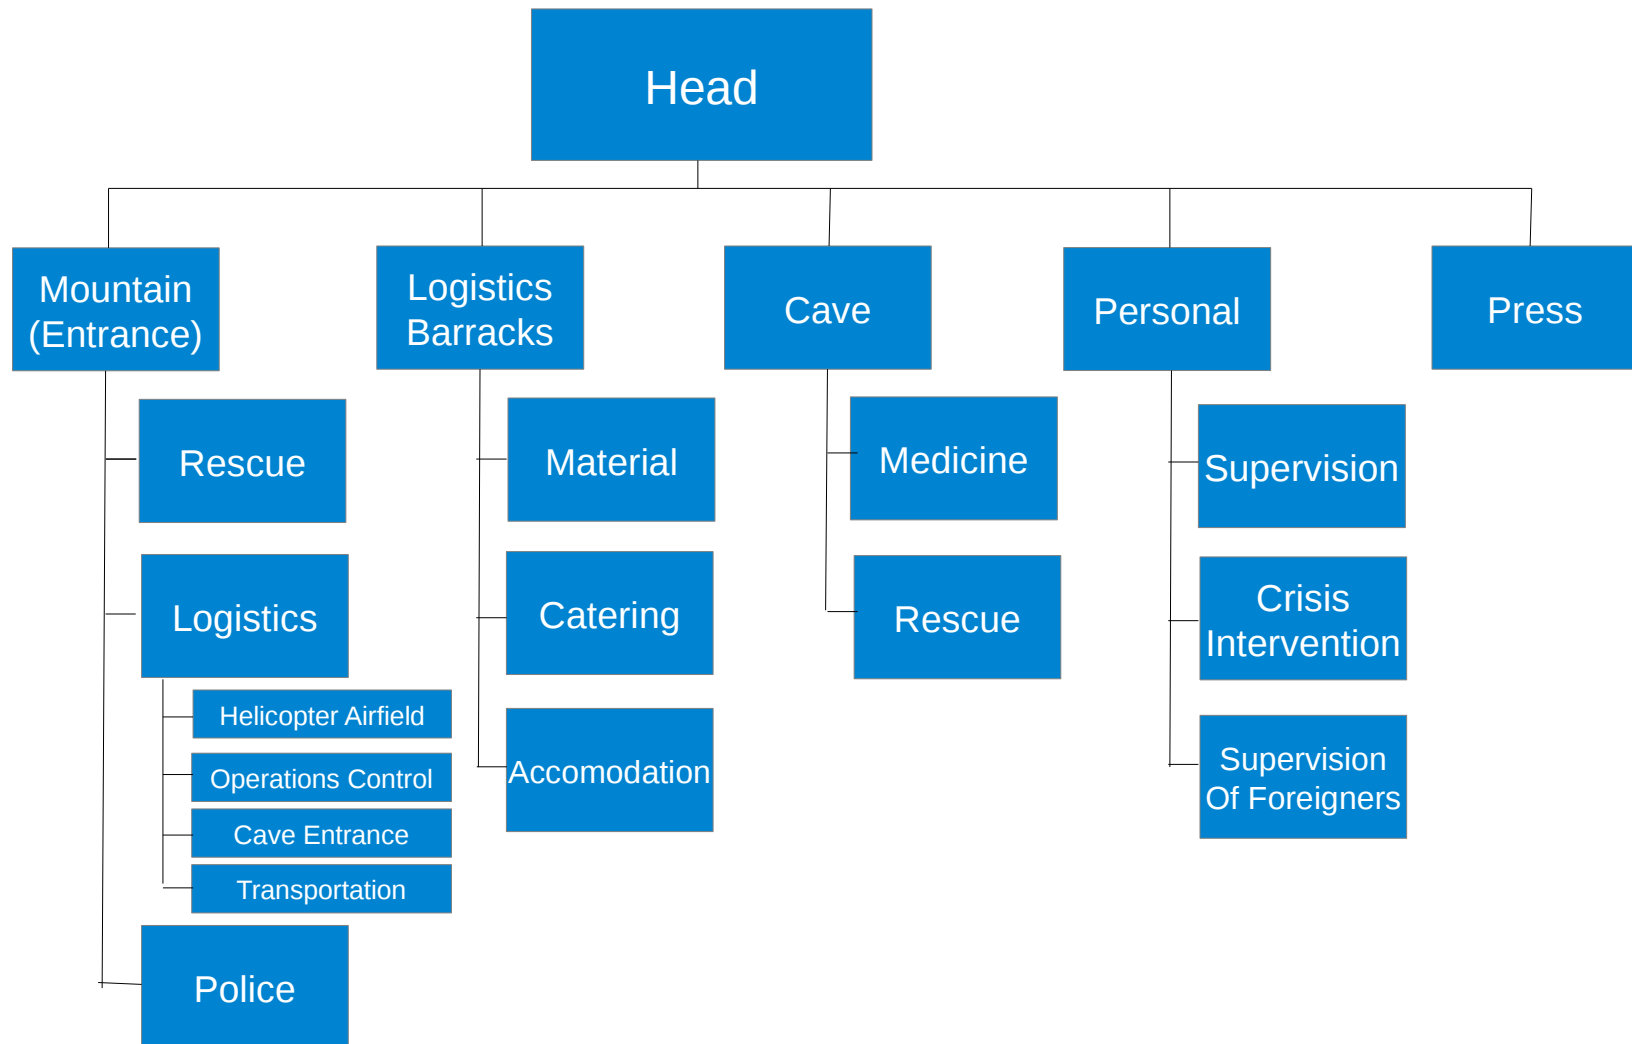 Head
Mountain
(Entrance)
Logistics
Barracks
Cave
Personal
Press
Rescue
Logistics
Helicopter Airfield
Operations Control
Cave Entrance
Transportation
Police
Material
Catering
Accomodation
Medicine
Rescue
Supervision
Crisis
Intervention
Supervision
Of Foreigners